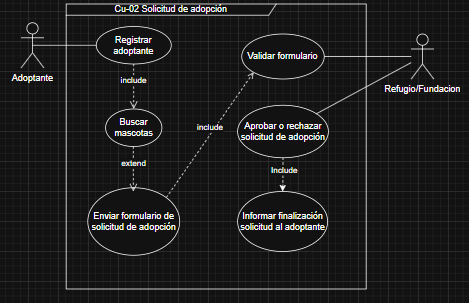 Cu-02 Solicitud de adopción
Registrar
adoptante
Validar formulario
Adoptante
Refugio/Fundacion
include
Buscar
mascotas
include
Aprobar o rechazar
solicitud de adopción
extend
Include
Enviar formulario de
solicitud de adopción
Informar finalización
solicitud al adoptante